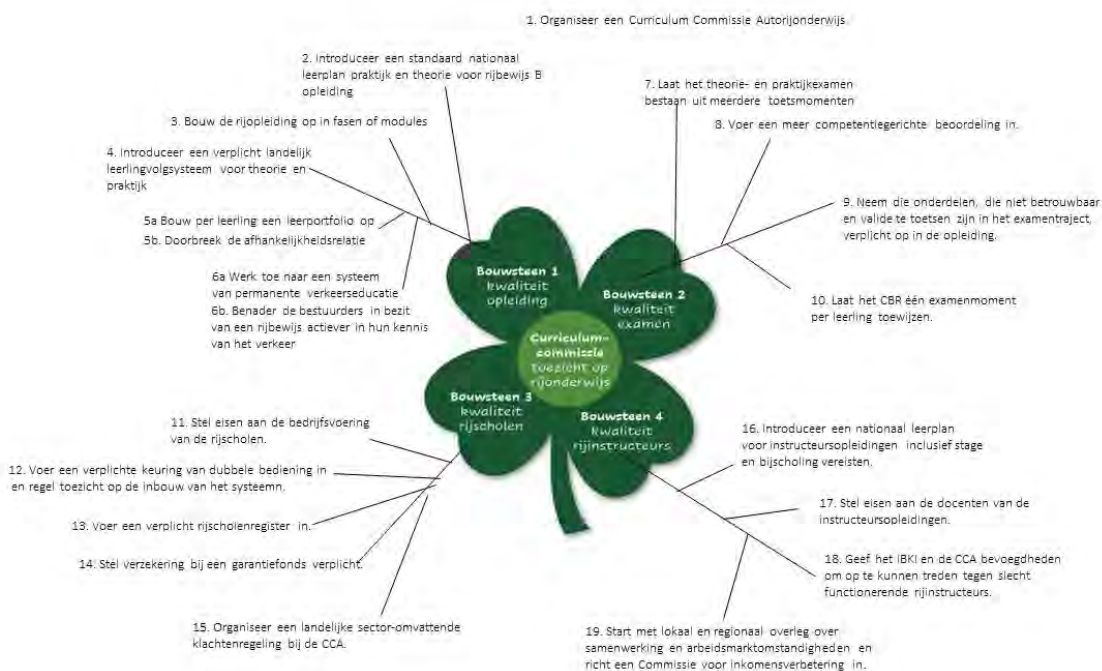 1. Organiseer een Curriculum Commissie Autorijonderwijs
2. Introduceer een standaard nationaal
leerplan praktijk en theorie voor rijbewijs B
opleiding
3. Bouw de rijopleiding op in fasen of modules
4. Introduceer een verplicht landelijk
leerlingvolgsysteem voor theorie en
praktijk
5a Bouw per leerling een leerportfolio op
5b. Doorbreek de afhankelijkheidsrelatie
6a Werk toe naar een systeem
van permanente verkeerseducatie
6b. Benader de bestuurders in bezit
van een rijbewijs actiever in hun kennis
van het verkeer
7. Laat het theorie- en praktijkexamen
bestaan uit meerdere toetsmomenten
8. Voer een meer competentiegerichte beoordeling in.
9. Neem die onderdelen, die niet betrouwbaar
en valide te toetsen zijn in het examentraject,
verplicht op in de opleiding.
10. Laat het CBR één examenmoment
per leerling toewijzen.
Bouwsteen 1
kwaliteit
opleiding
Bouwsteen 2
kwaliteit
examen
Curriculum-
commissie
toezicht op
rijonderwijs
Bouwsteen 3
kwaliteit
rijscholen
Bouwsteen 4
kwaliteit
rijinstructeurs
11. Stel eisen aan de bedrijfsvoering
van de rijscholen.
12. Voer een verplichte keuring van dubbele bediening in
en regel toezicht op de inbouw van het systeemn.
13. Voer een verplicht rijscholenregister in.
14. Stel verzekering bij een garantiefonds verplicht.
15. Organiseer een landelijke sector-omvattende
klachtenregeling bij de CCA.
16. Introduceer een nationaal leerplan
voor instructeursopleidingen inclusief stage
en bijscholing vereisten.
17. Stel eisen aan de docenten van de
instructeursopleidingen.
18. Geef het IBKI en de CCA bevoegdheden
om op te kunnen treden tegen slecht
functionerende rijinstructeurs.
19. Start met lokaal en regionaal overleg over
samenwerking en arbeidsmarktomstandigheden en
richt een Commissie voor inkomensverbetering in.